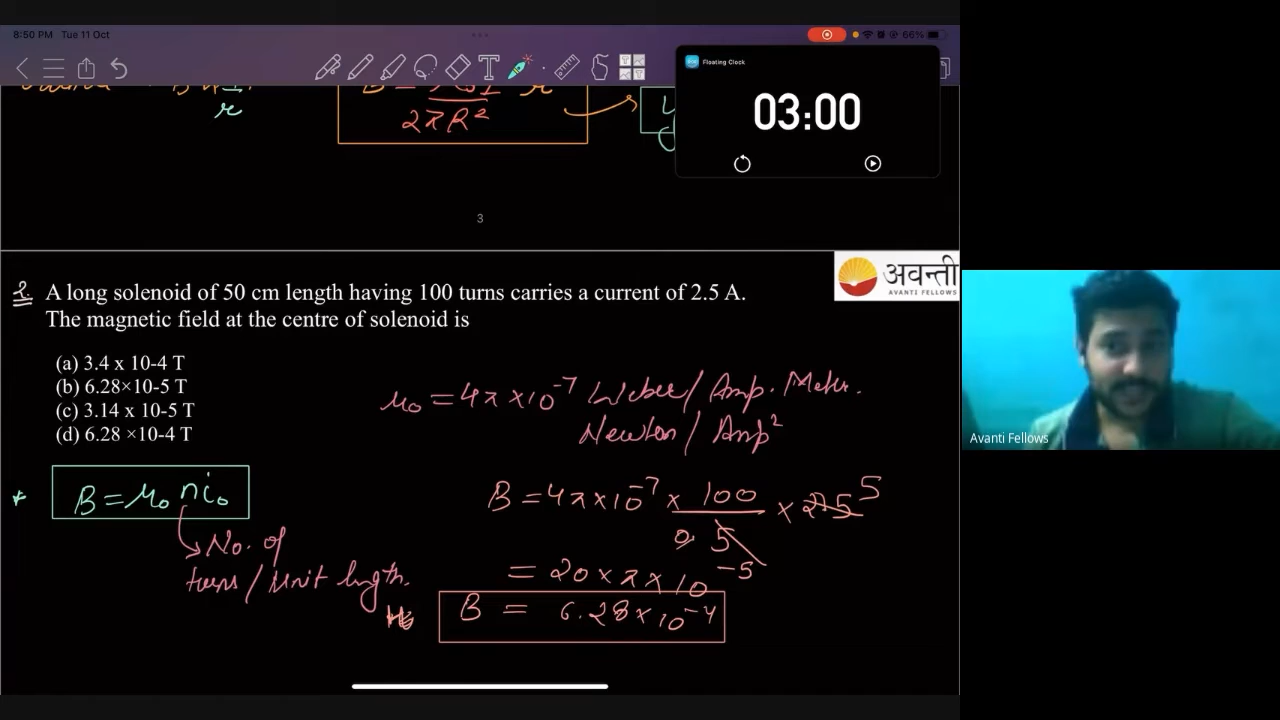 8:50 PM Tue 11 Oct
66%
Floating Clock
03:00
r
2πR²
3
अवन्ती
AVANTI FELLOWS
A long solenoid of 50 cm length having 100 turns carries a current of 2.5 A.
The magnetic field at the centre of solenoid is
(a) 3.4 x 10-4 T
(b) 6.28×10-5 T
(c) 3.14 x 10-5 T
(d) 6.28 ×10-4 T
μ₀ = 4π×10⁻⁷ Weber/Amp. Meter.
Newton/Amp²
B = μ₀ni₀
No. of
turns/Unit length.
B = 4π×10⁻⁷ × 100 × 2.5 5
0.5
= 20×π×10⁻⁵
B = 6.28×10⁻⁴
Avanti Fellows